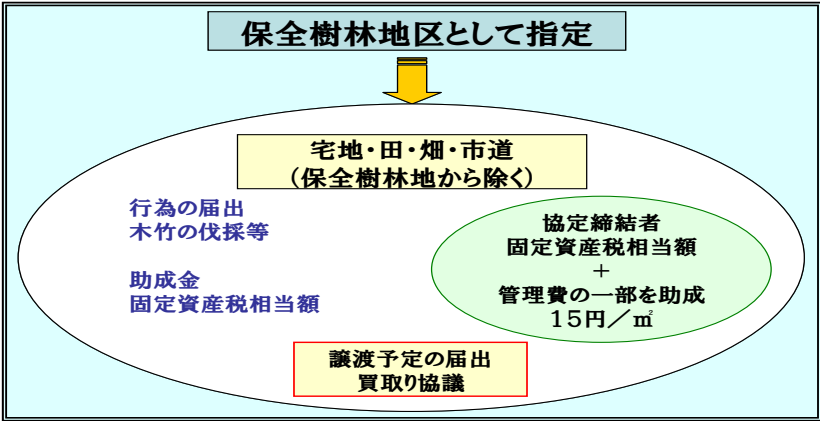 保全樹林地区として指定
宅地・田・畑・市道
（保全樹林地から除く）
行為の届出
木竹の伐採等
助成金
固定資産税相当額
協定締結者
固定資産税相当額
＋
管理費の一部を助成
１５円／㎡
譲渡予定の届出
買取り協議